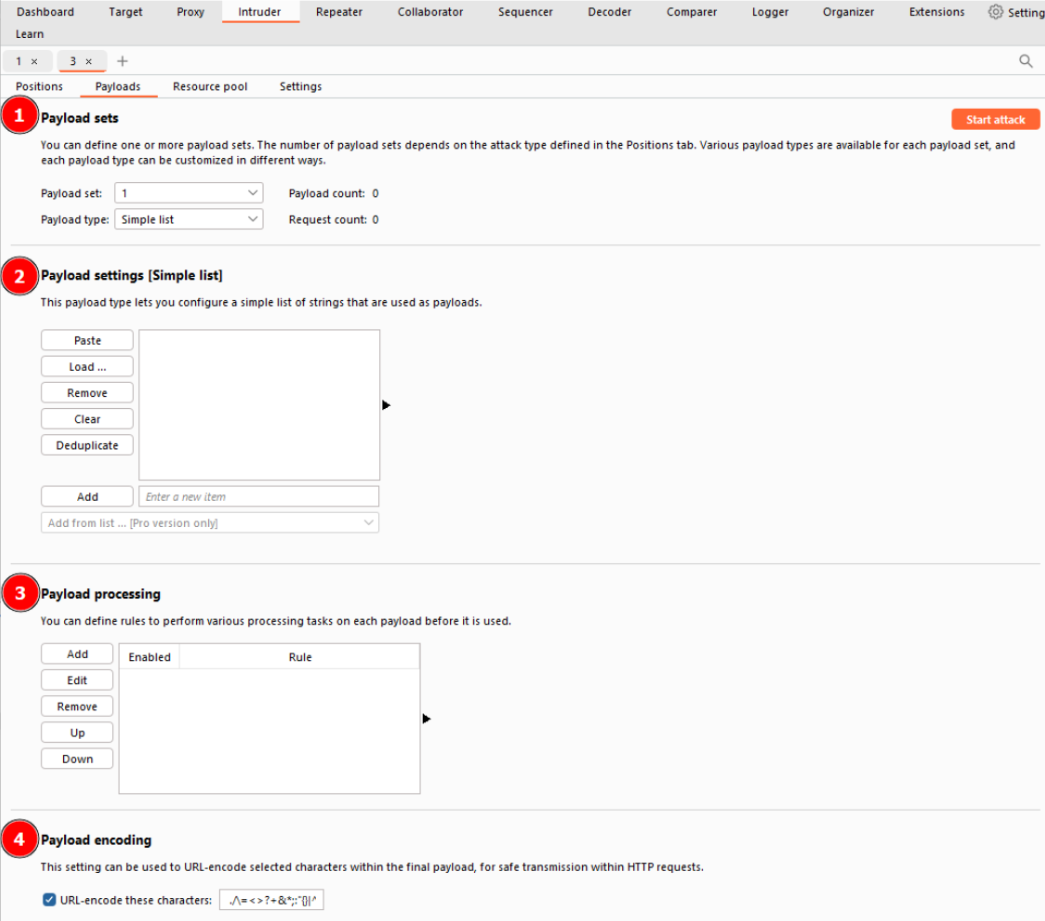 Dashboard Target Proxy Intruder Repeater Collaborator Sequencer Decoder Comparer Logger Organizer Extensions Setting
Learn
1 × 3 × +
Positions Payloads Resource pool Settings
1 Payload sets Start attack
You can define one or more payload sets. The number of payload sets depends on the attack type defined in the Positions tab. Various payload types are available for each payload set, and
each payload type can be customized in different ways.
Payload set: 1 Payload count: 0
Payload type: Simple list Request count: 0
2 Payload settings [Simple list]
This payload type lets you configure a simple list of strings that are used as payloads.
Paste
Load ...
Remove
Clear
Deduplicate
Add Enter a new item
Add from list ... [Pro version only]
3 Payload processing
You can define rules to perform various processing tasks on each payload before it is used.
Add Enabled Rule
Edit
Remove
Up
Down
4 Payload encoding
This setting can be used to URL-encode selected characters within the final payload, for safe transmission within HTTP requests.
URL-encode these characters: ./\=<>?+&*;:"{}|^